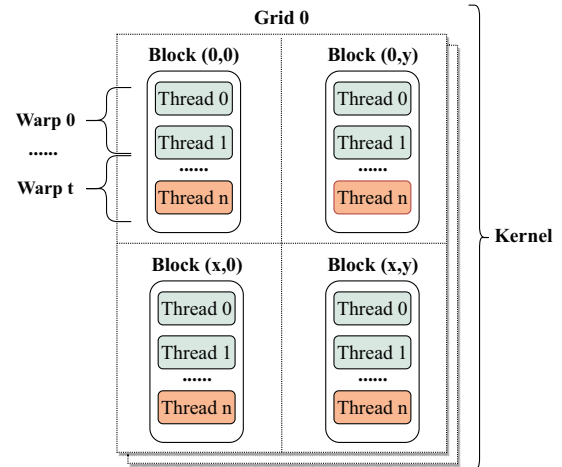 Grid 0
Block (0,0)
Thread 0
Thread 1
......
Thread n
Block (0,y)
Thread 0
Thread 1
......
Thread n
Warp 0
......
Warp t
Block (x,0)
Thread 0
Thread 1
......
Thread n
Block (x,y)
Thread 0
Thread 1
......
Thread n
Kernel